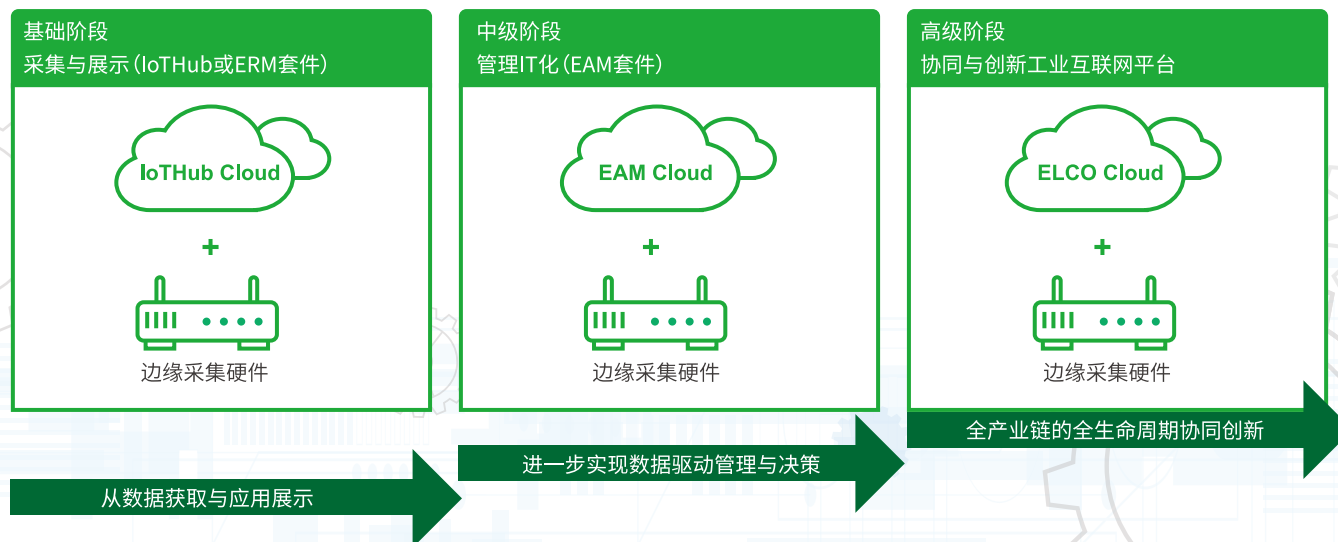 基础阶段
采集与展示（IoTHub或ERM套件）
IoTHub Cloud
+
边缘采集硬件
从数据获取与应用展示
中级阶段
管理IT化（EAM套件）
EAM Cloud
+
边缘采集硬件
进一步实现数据驱动管理与决策
高级阶段
协同与创新工业互联网平台
ELCO Cloud
+
边缘采集硬件
全产业链的全生命周期协同创新